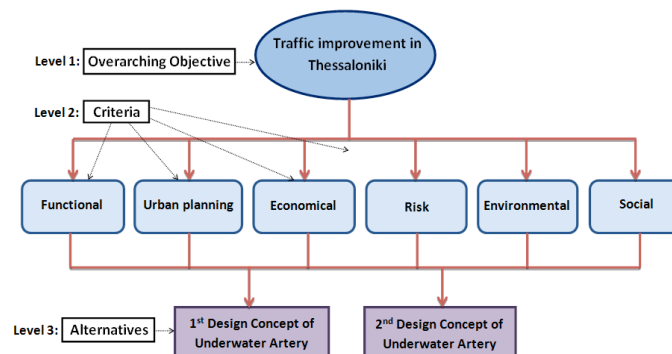 Level 1: Overarching Objective
Traffic improvement in
Thessaloniki
Level 2: Criteria
Functional
Urban planning
Economical
Risk
Environmental
Social
Level 3: Alternatives
1st Design Concept of
Underwater Artery
2nd Design Concept of
Underwater Artery